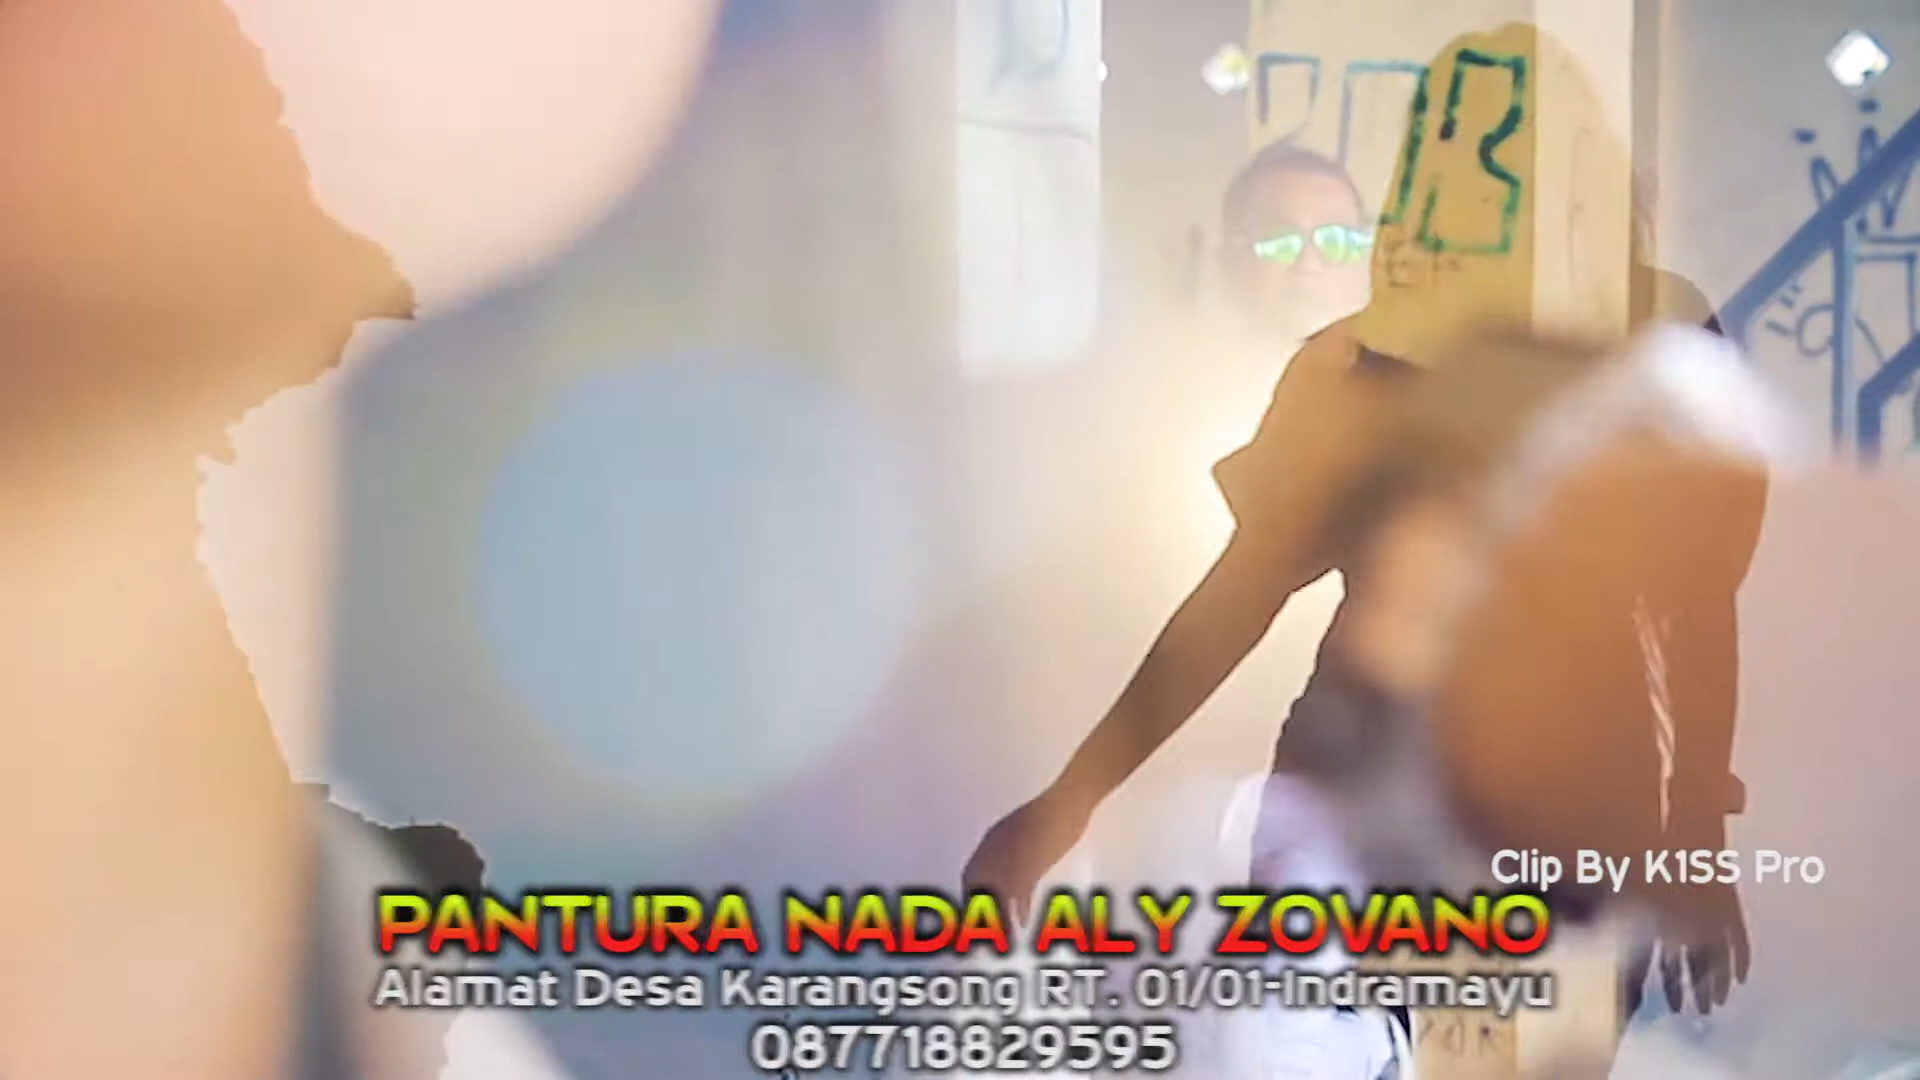 Clip By K1SS Pro
PANTURA NADA ALY ZOVANO
Alamat Desa Karangsong RT. 01/01-Indramayu
087718829595